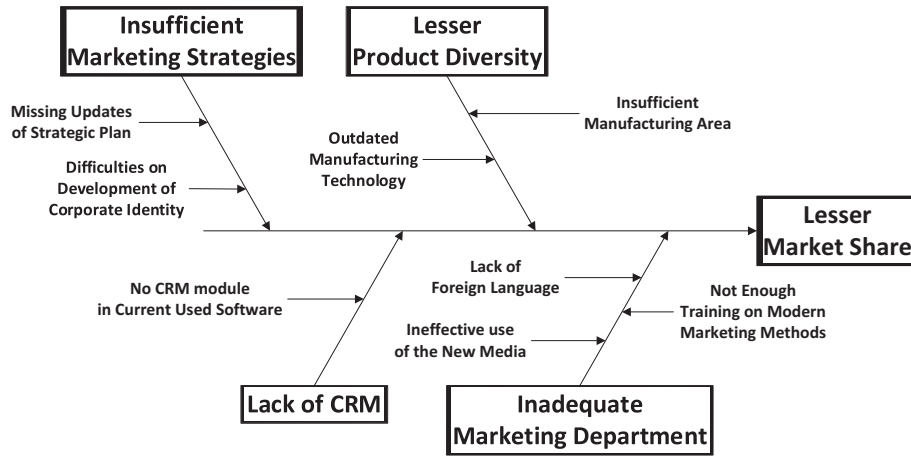 Insufficient
Marketing Strategies
Lesser
Product Diversity
Missing Updates
of Strategic Plan
Insufficient
Manufacturing Area
Outdated
Manufacturing
Technology
Difficulties on
Development of
Corporate Identity
Lesser
Market Share
No CRM module
in Current Used Software
Lack of
Foreign Language
Not Enough
Training on Modern
Marketing Methods
Ineffective use
of the New Media
Lack of CRM
Inadequate
Marketing Department